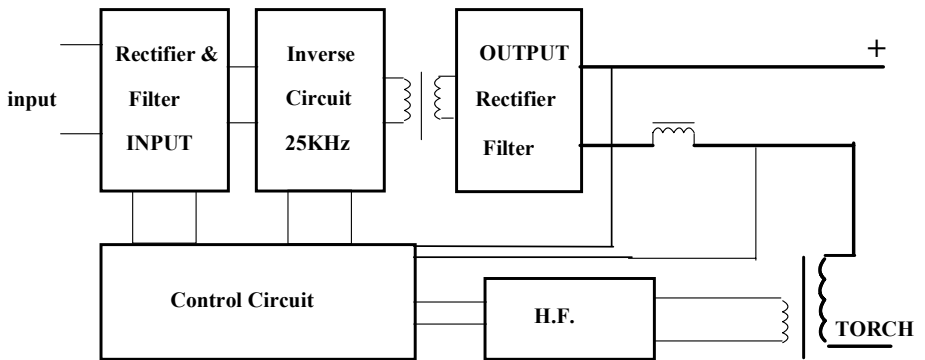 input
Rectifier &
Filter
INPUT
Inverse
Circuit
25KHz
OUTPUT
Rectifier
Filter
+
Control Circuit
H.F.
TORCH